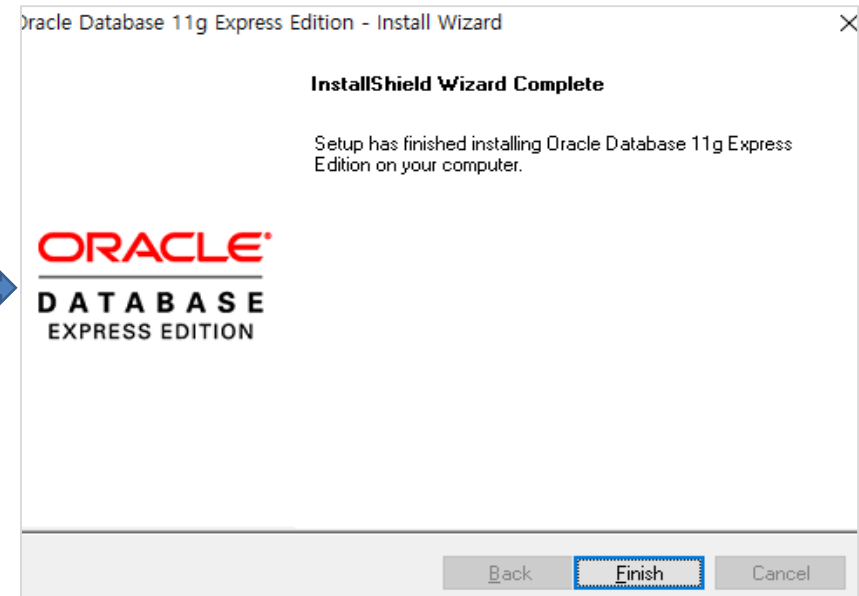 Oracle Database 11g Express Edition - Install Wizard
InstallShield Wizard Complete
Setup has finished installing Oracle Database 11g Express
Edition on your computer.
ORACLE®
DATABASE
EXPRESS EDITION
Back
Finish
Cancel